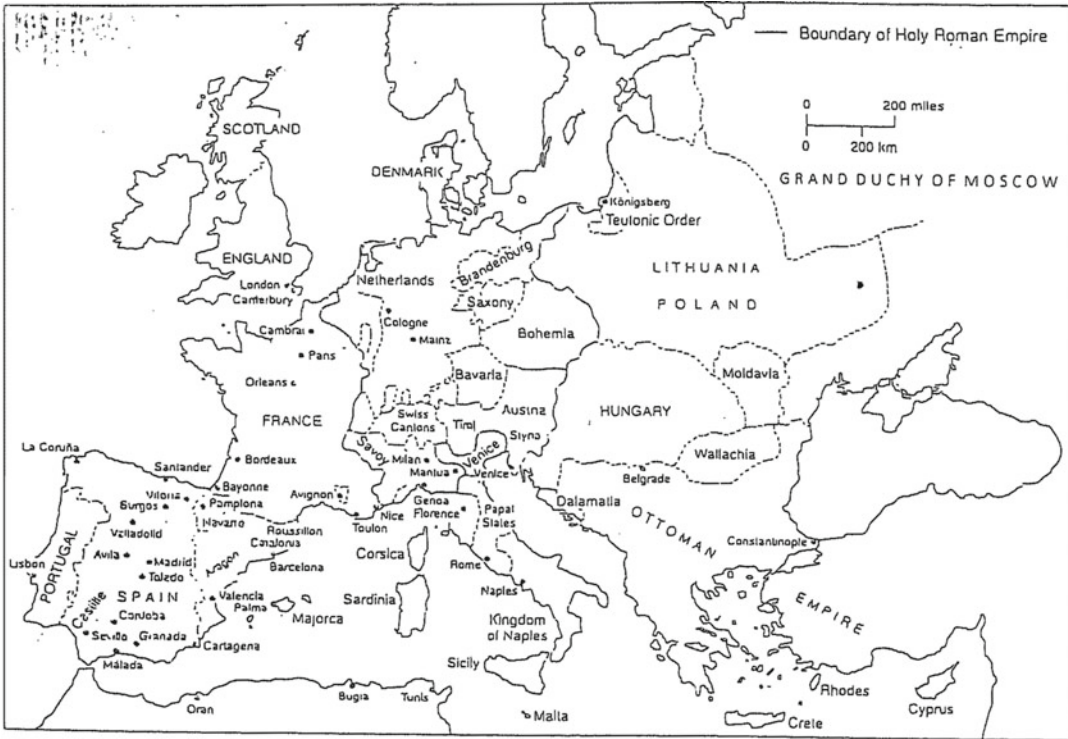 Boundary of Holy Roman Empire
0 200 miles
0 200 km
SCOTLAND
DENMARK
GRAND DUCHY OF MOSCOW
Königsberg
Teutonic Order
ENGLAND
London
Canterbury
Netherlands
Brandenburg
LITHUANIA
POLAND
Saxony
Cologne
Mainz
Bohemia
Cambrai
Paris
Orleans
Bavaria
Moldavia
FRANCE
Swiss
Cantons
Tirol
Austria
Styria
HUNGARY
Savoy
Milan
Mantua
Venice
Venice
Wallachia
La Coruña
Santander
Bordeaux
Bayonne
Avignon
Belgrade
Vitoria
Burgos
Pamplona
Navarre
Toulon
Nice
Genoa
Florence
Papal
States
Dalamatia
OTTOMAN
EMPIRE
Valladolid
Roussillon
Catalonia
Barcelona
Corsica
Constantinople
Lisbon
PORTUGAL
Avila
Madrid
Toledo
Aragon
Rome
Naples
SPAIN
Castille
Valencia
Palma
Majorca
Sardinia
Kingdom
of Naples
Cordoba
Seville
Granada
Cartagena
Málada
Sicily
Oran
Bugia
Tunis
Malta
Rhodes
Crete
Cyprus